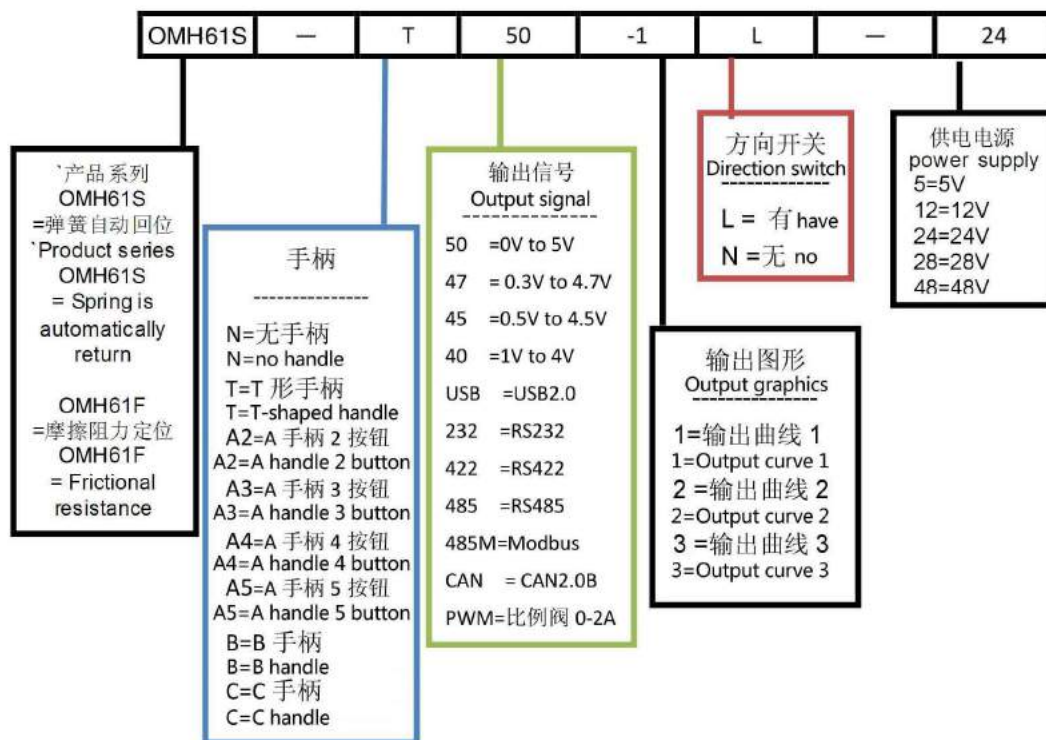 OMH61S — T 50 -1 L — 24
`产品系列
OMH61S
=弹簧自动回位
`Product series
OMH61S
= Spring is
automatically
return
OMH61F
=摩擦阻力定位
OMH61F
= Frictional
resistance
手柄
---------------
N=无手柄
N=no handle
T=T 形手柄
T=T-shaped handle
A2=A 手柄 2 按钮
A2=A handle 2 button
A3=A 手柄 3 按钮
A3=A handle 3 button
A4=A 手柄 4 按钮
A4=A handle 4 button
A5=A 手柄 5 按钮
A5=A handle 5 button
B=B 手柄
B=B handle
C=C 手柄
C=C handle
输出信号
Output signal
-----------------
50 =0V to 5V
47 = 0.3V to 4.7V
45 =0.5V to 4.5V
40 =1V to 4V
USB =USB2.0
232 =RS232
422 =RS422
485 =RS485
485M=Modbus
CAN = CAN2.0B
PWM=比例阀 0-2A
输出图形
Output graphics
-----------------
1=输出曲线 1
1=Output curve 1
2 =输出曲线 2
2=Output curve 2
3 =输出曲线 3
3=Output curve 3
方向开关
Direction switch
-------------
L = 有 have
N =无 no
供电电源
power supply
5=5V
12=12V
24=24V
28=28V
48=48V